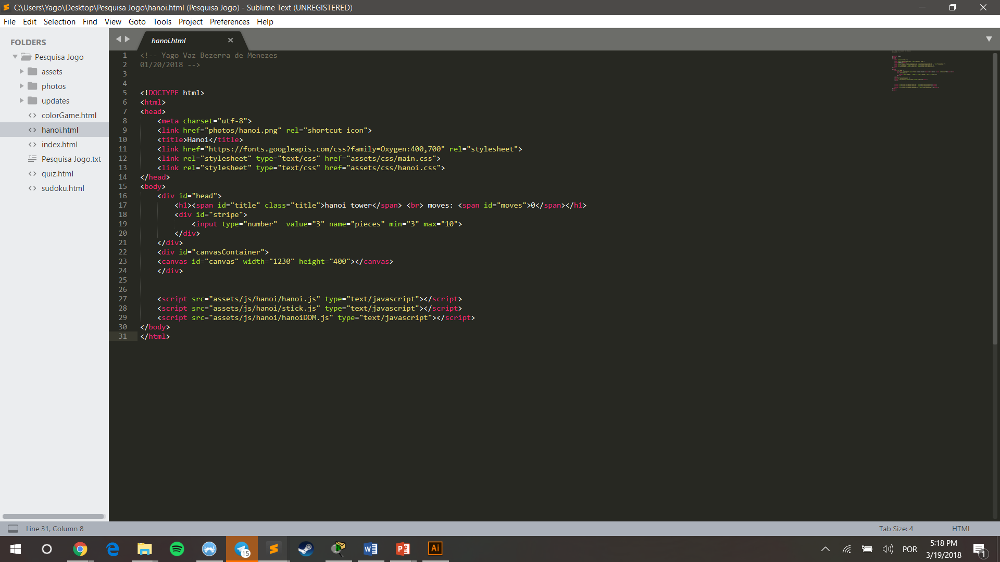 C:\Users\Yago\Desktop\Pesquisa Jogo\hanoi.html (Pesquisa Jogo) - Sublime Text (UNREGISTERED)
File Edit Selection Find View Goto Tools Project Preferences Help
FOLDERS
Pesquisa Jogo
assets
photos
updates
colorGame.html
hanoi.html
index.html
Pesquisa Jogo.txt
quiz.html
sudoku.html
hanoi.html
1 <!-- Yago Vaz Bezerra de Menezes
2 01/20/2018 -->
3
4
5 <!DOCTYPE html>
6 <html>
7 <head>
8 <meta charset="utf-8">
9 <link href="photos/hanoi.png" rel="shortcut icon">
10 <title>Hanoi</title>
11 <link href="https://fonts.googleapis.com/css?family=Oxygen:400,700" rel="stylesheet">
12 <link rel="stylesheet" type="text/css" href="assets/css/main.css">
13 <link rel="stylesheet" type="text/css" href="assets/css/hanoi.css">
14 </head>
15 <body>
16 <div id="head">
17 <h1><span id="title" class="title">hanoi tower</span> <br> moves: <span id="moves">0</span></h1>
18 <div id="stripe">
19 <input type="number"  value="3" name="pieces" min="3" max="10">
20 </div>
21 </div>
22 <div id="canvasContainer">
23 <canvas id="canvas" width="1230" height="400"></canvas>
24 </div>
25
26
27 <script src="assets/js/hanoi/hanoi.js" type="text/javascript"></script>
28 <script src="assets/js/hanoi/stick.js" type="text/javascript"></script>
29 <script src="assets/js/hanoi/hanoiDOM.js" type="text/javascript"></script>
30 </body>
31 </html>
Line 31, Column 8
Tab Size: 4
HTML
15
Ai
POR
5:18 PM
3/19/2018
1